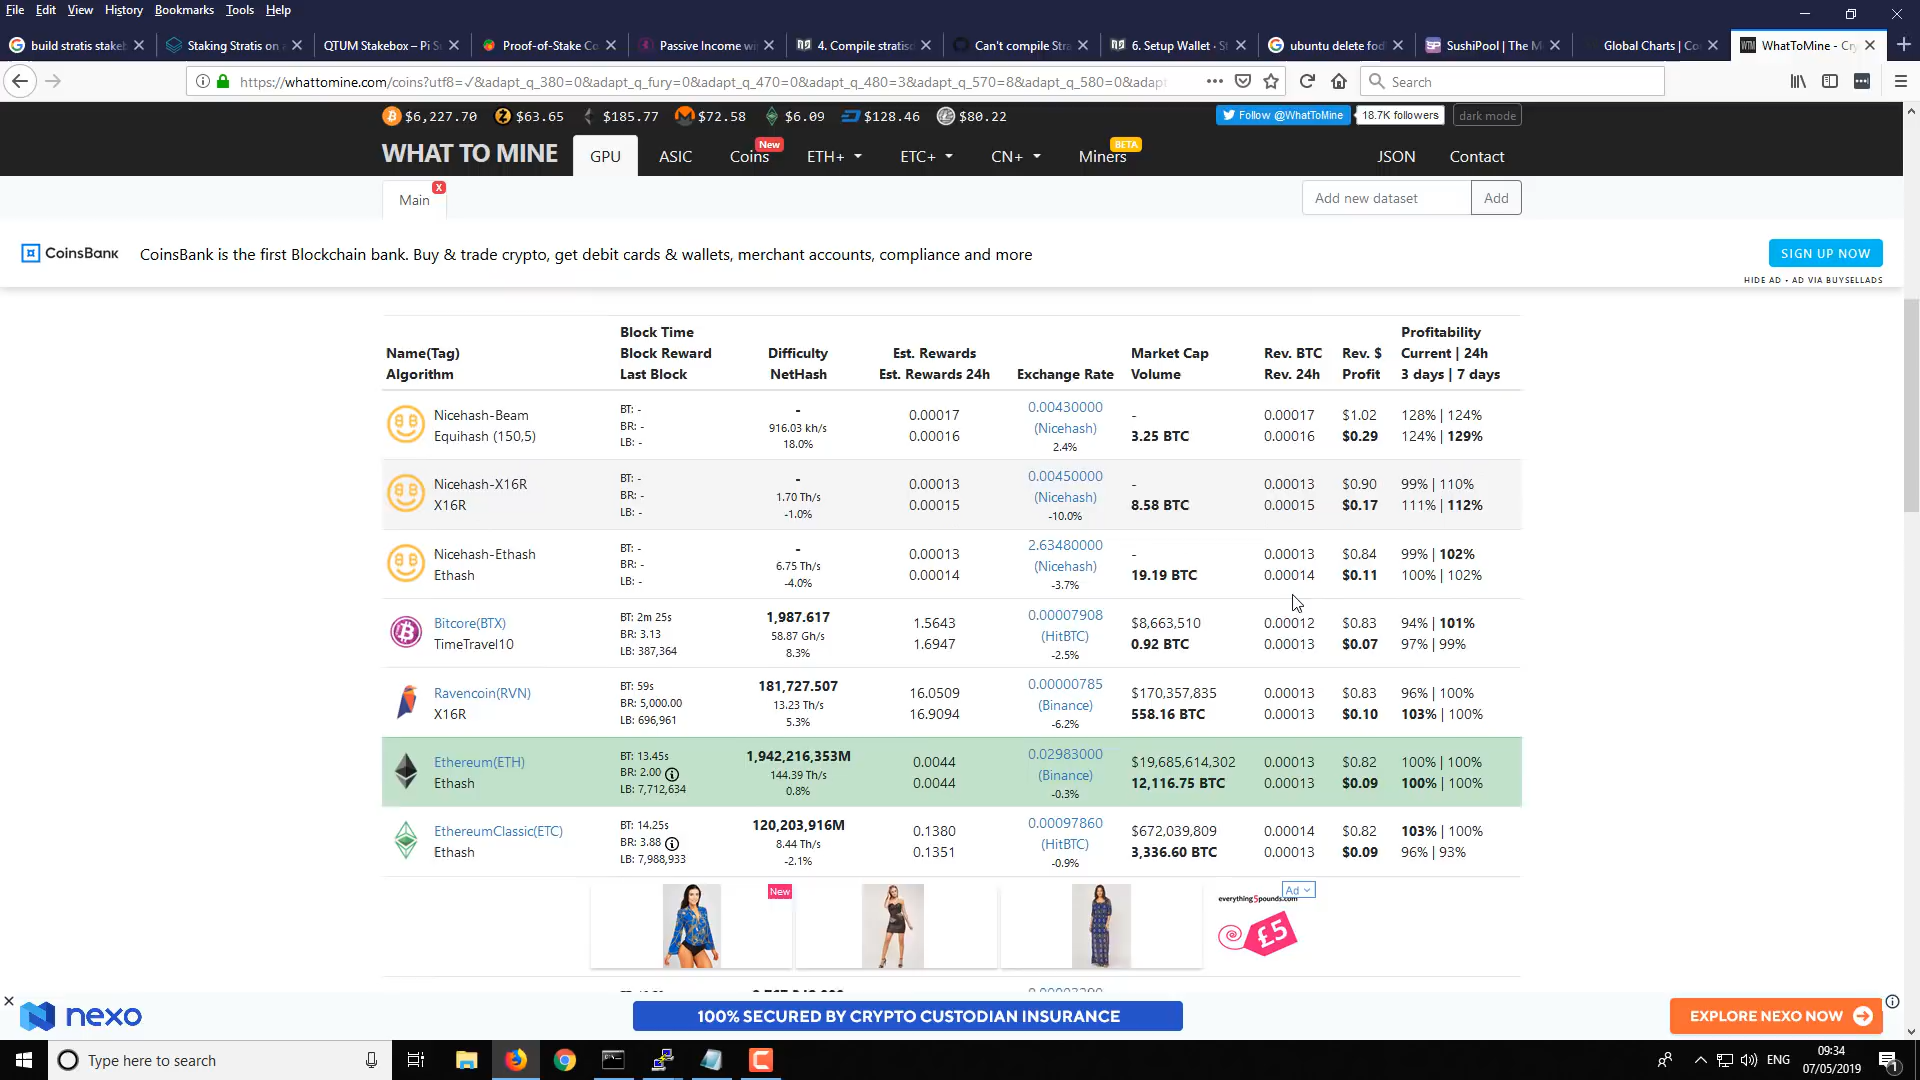 File Edit View History Bookmarks Tools Help
build stratis stake
Staking Stratis on
QTUM Stakebox – Pi S
Proof-of-Stake Co
Passive Income wi
4. Compile stratis
Can't compile Stra
6. Setup Wallet · S
ubuntu delete fol
SushiPool | The M
Global Charts | Co
WhatToMine - Cry
https://whattomine.com/coins?utf8=✓&adapt_q_380=0&adapt_q_fury=0&adapt_q_470=0&adapt_q_480=3&adapt_q_570=8&adapt_q_580=0&adapt
Search
$6,227.70 $63.65 $185.77 $72.58 $6.09 $128.46 $80.22
Follow @WhatToMine 18.7K followers dark mode
WHAT TO MINE GPU ASIC Coins New ETH+ ETC+ CN+ Miners BETA JSON Contact
Main x
Add new dataset Add
CoinsBank CoinsBank is the first Blockchain bank. Buy & trade crypto, get debit cards & wallets, merchant accounts, compliance and more SIGN UP NOW
HIDE AD • AD VIA BUYSELLADS
Name(Tag)
Algorithm
Block Time
Block Reward
Last Block
Difficulty
NetHash
Est. Rewards
Est. Rewards 24h
Exchange Rate
Market Cap
Volume
Rev. BTC
Rev. 24h
Rev. $
Profit
Profitability
Current | 24h
3 days | 7 days
Nicehash-Beam
Equihash (150,5)
BT: -
BR: -
LB: -
-
916.03 kh/s
18.0%
0.00017
0.00016
0.00430000
(Nicehash)
2.4%
-
3.25 BTC
0.00017
0.00016
$1.02
$0.29
128% | 124%
124% | 129%
Nicehash-X16R
X16R
BT: -
BR: -
LB: -
-
1.70 Th/s
-1.0%
0.00013
0.00015
0.00450000
(Nicehash)
-10.0%
-
8.58 BTC
0.00013
0.00015
$0.90
$0.17
99% | 110%
111% | 112%
Nicehash-Ethash
Ethash
BT: -
BR: -
LB: -
-
6.75 Th/s
-4.0%
0.00013
0.00014
2.63480000
(Nicehash)
-3.7%
-
19.19 BTC
0.00013
0.00014
$0.84
$0.11
99% | 102%
100% | 102%
Bitcore(BTX)
TimeTravel10
BT: 2m 25s
BR: 3.13
LB: 387,364
1,987.617
58.87 Gh/s
8.3%
1.5643
1.6947
0.00007908
(HitBTC)
-2.5%
$8,663,510
0.92 BTC
0.00012
0.00013
$0.83
$0.07
94% | 101%
97% | 99%
Ravencoin(RVN)
X16R
BT: 59s
BR: 5,000.00
LB: 696,961
181,727.507
13.23 Th/s
5.3%
16.0509
16.9094
0.00000785
(Binance)
-6.2%
$170,357,835
558.16 BTC
0.00013
0.00013
$0.83
$0.10
96% | 100%
103% | 100%
Ethereum(ETH)
Ethash
BT: 13.45s
BR: 2.00
LB: 7,712,634
1,942,216,353M
144.39 Th/s
0.8%
0.0044
0.0044
0.02983000
(Binance)
-0.3%
$19,685,614,302
12,116.75 BTC
0.00013
0.00013
$0.82
$0.09
100% | 100%
100% | 100%
EthereumClassic(ETC)
Ethash
BT: 14.25s
BR: 3.88
LB: 7,988,933
120,203,916M
8.44 Th/s
-2.1%
0.1380
0.1351
0.00097860
(HitBTC)
-0.9%
$672,039,809
3,336.60 BTC
0.00014
0.00013
$0.82
$0.09
103% | 100%
96% | 93%
New
Ad
everything5pounds.com
£5
nexo 100% SECURED BY CRYPTO CUSTODIAN INSURANCE EXPLORE NEXO NOW
Type here to search
ENG
09:34
07/05/2019
1